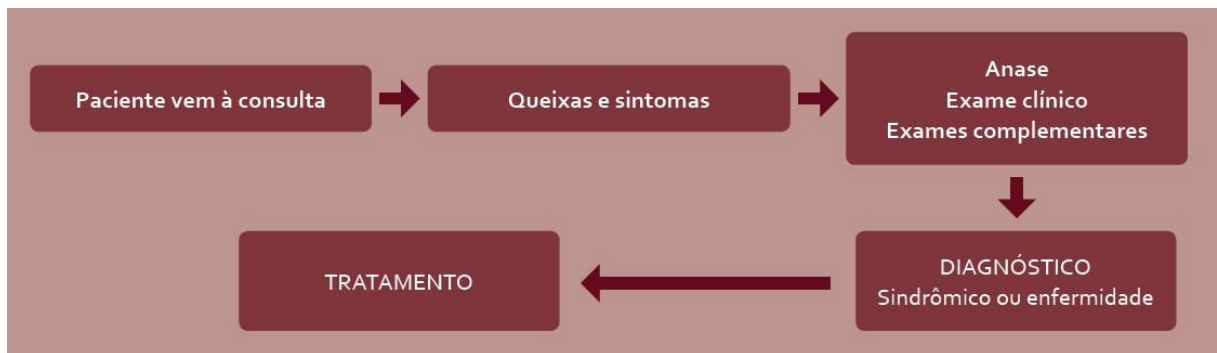 Paciente vem à consulta
Queixas e sintomas
Anase
Exame clínico
Exames complementares
DIAGNÓSTICO
Sindrômico ou enfermidade
TRATAMENTO